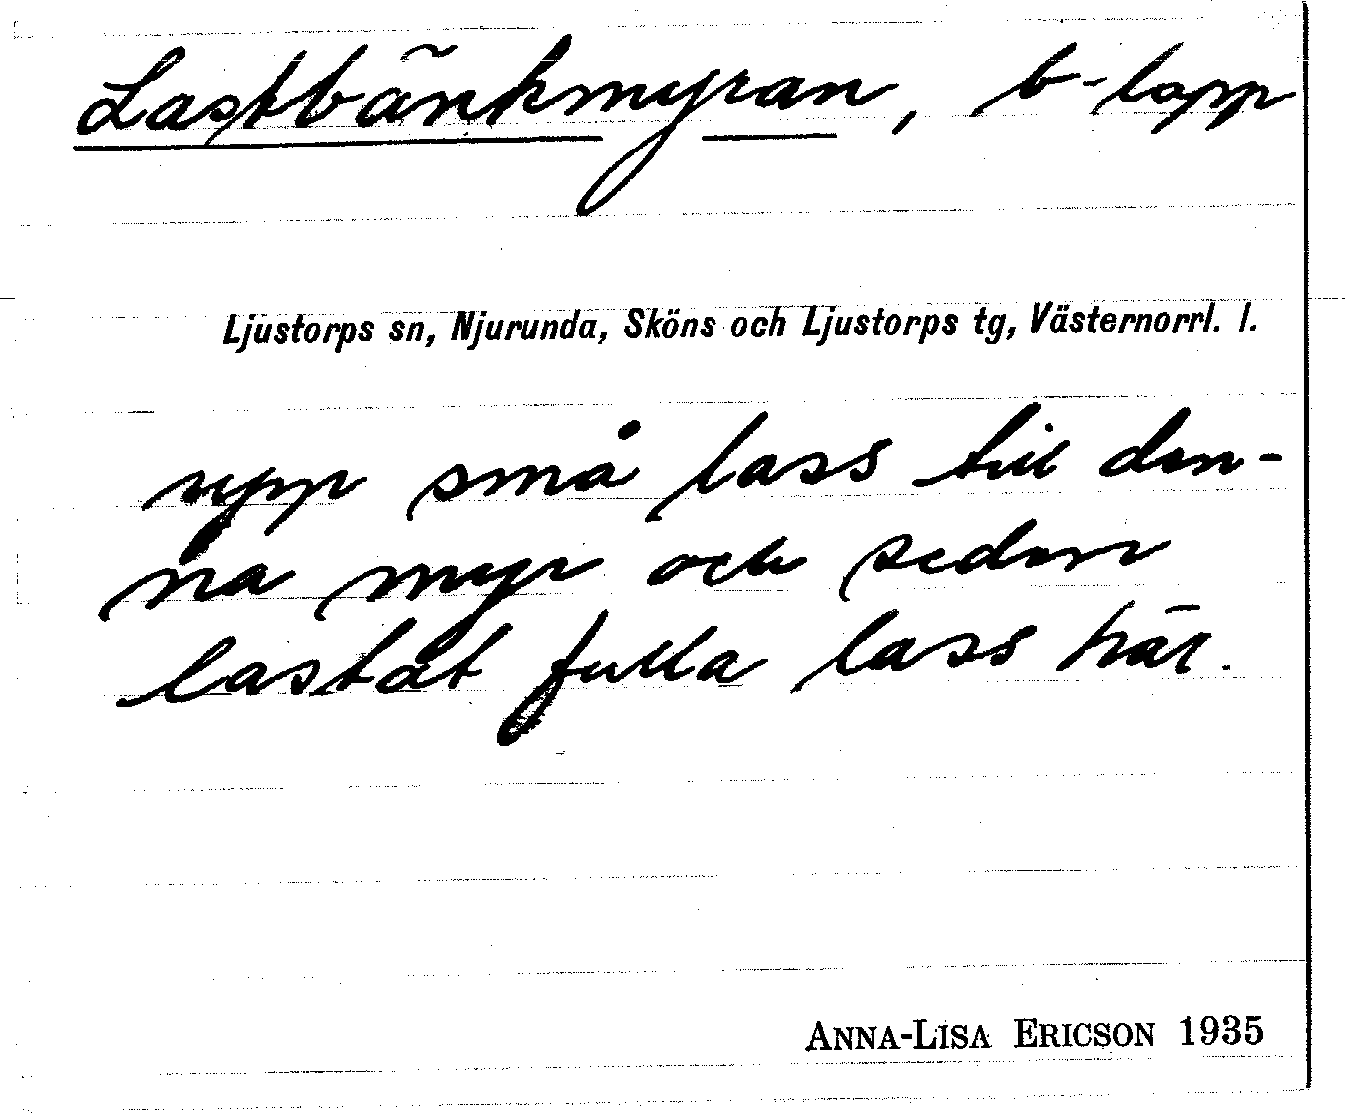 Lastbänkmyran, b-lapp
Ljustorps sn, Njurunda, Sköns och Ljustorps tg, Västernorrl. l.
upp små lass till den-
na myr och sedan
lastat fulla lass här.
ANNA-LISA ERICSON 1935